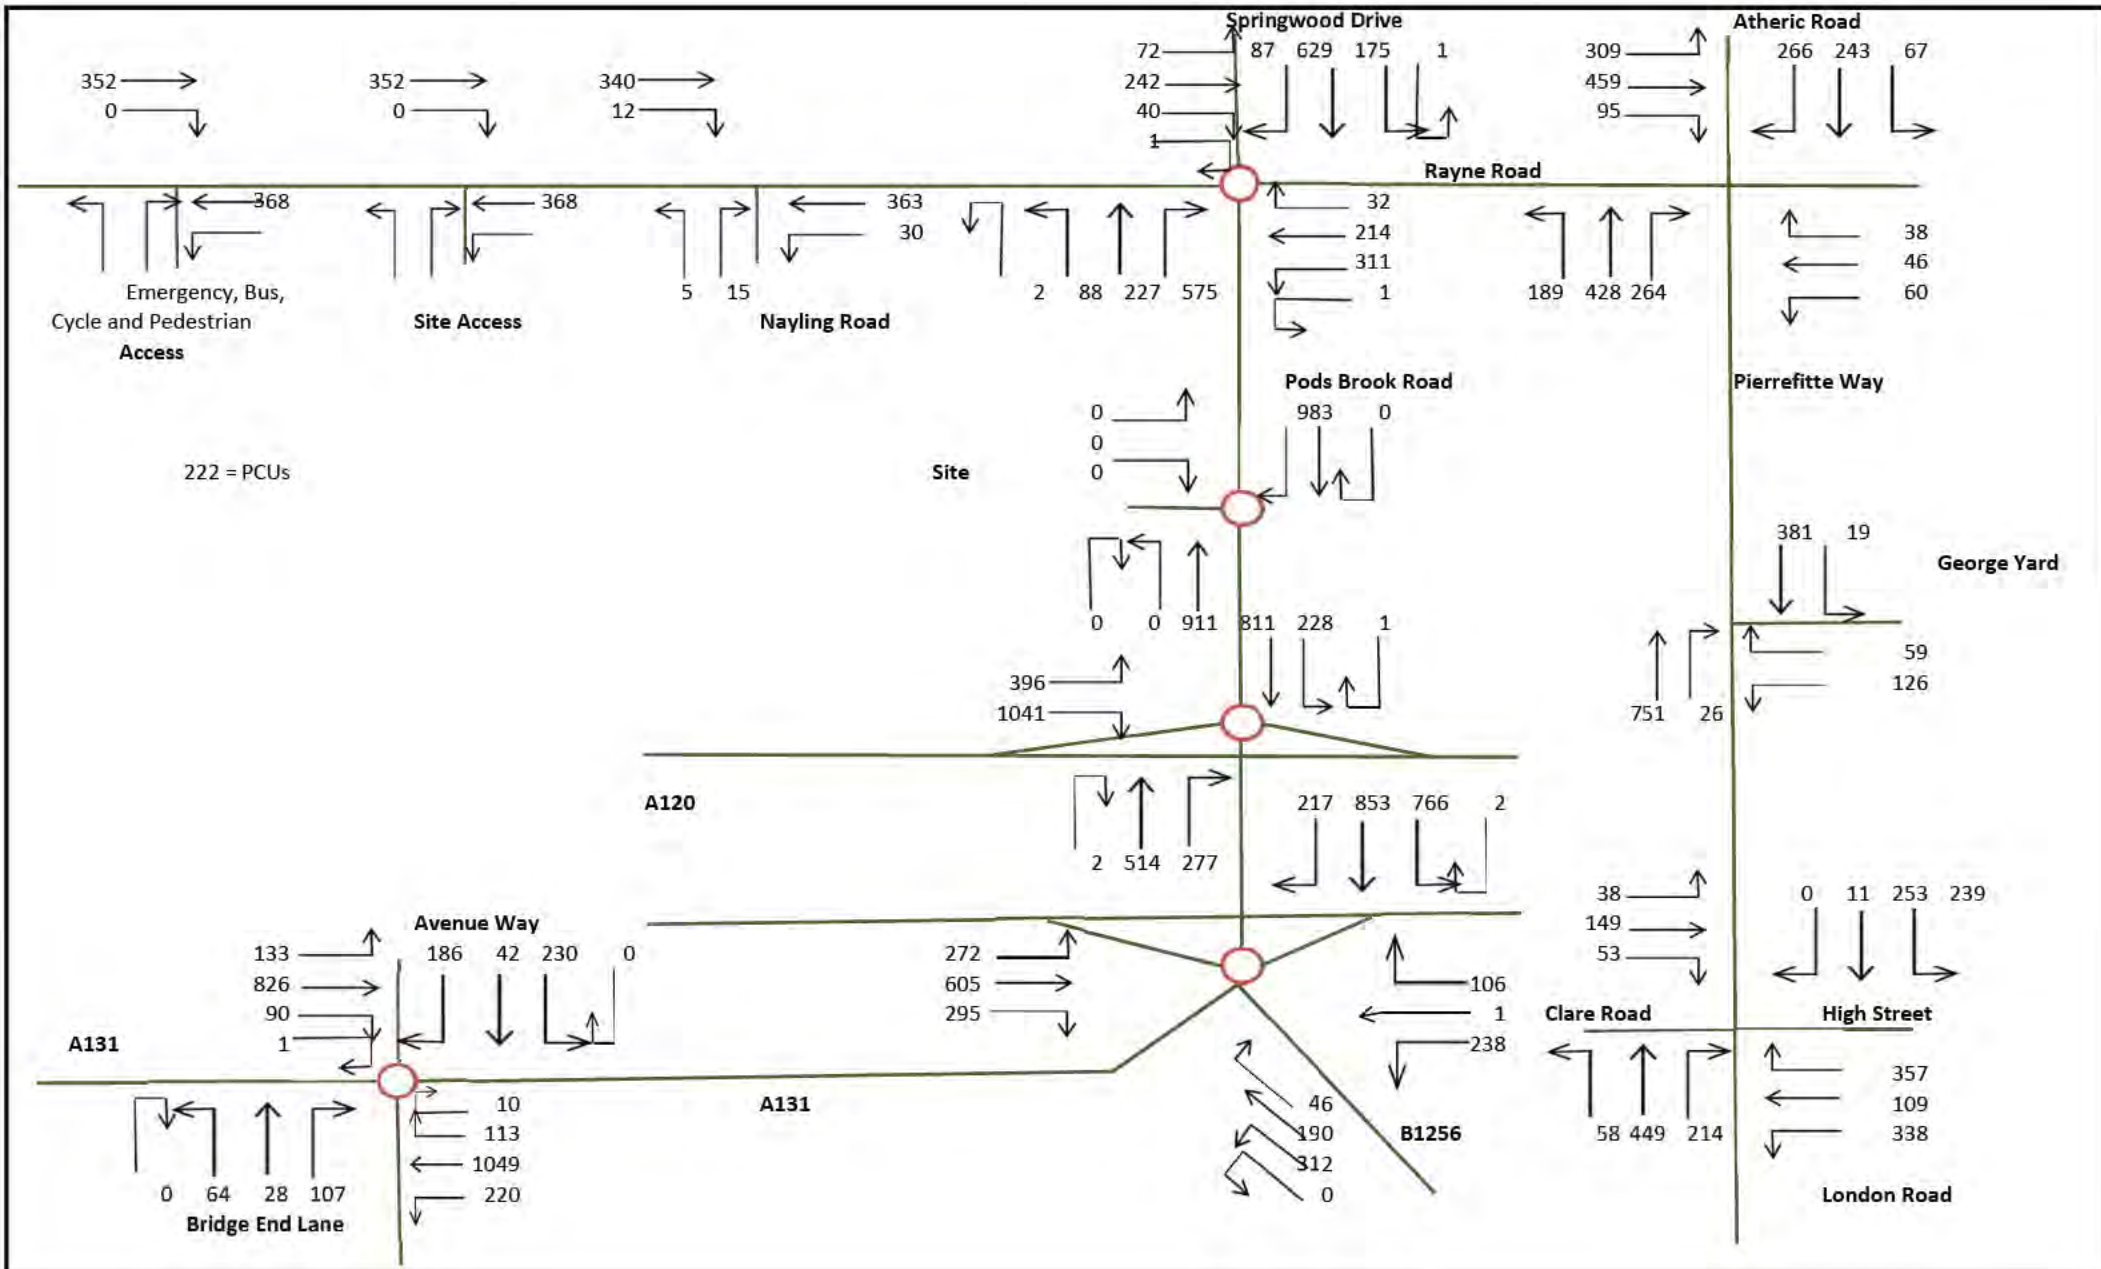 Springwood Drive
Atheric Road
72 87 629 175 1
309 266 243 67
352 352 340
242
459
0 0 12
40
95
1
Rayne Road
368 368 363
32
30
214
38
311
46
5 15 2 88 227 575
1
189 428 264
60
Emergency, Bus,
Cycle and Pedestrian
Access
Site Access
Nayling Road
Pods Brook Road
Pierrefitte Way
0 983 0
0
0
222 = PCUs
Site
381 19
George Yard
0 0 911 811 228 1
59
396
126
1041
751 26
A120
217 853 766 2
2 514 277
38 0 11 253 239
149
Avenue Way
133 186 42 230 0
272
53
826
605
106
90
295
1
Clare Road
High Street
1
A131
238
357
A131
10
46
109
113
190
B1256
58 449 214
338
1049
312
0 64 28 107
220
0
London Road
Bridge End Lane